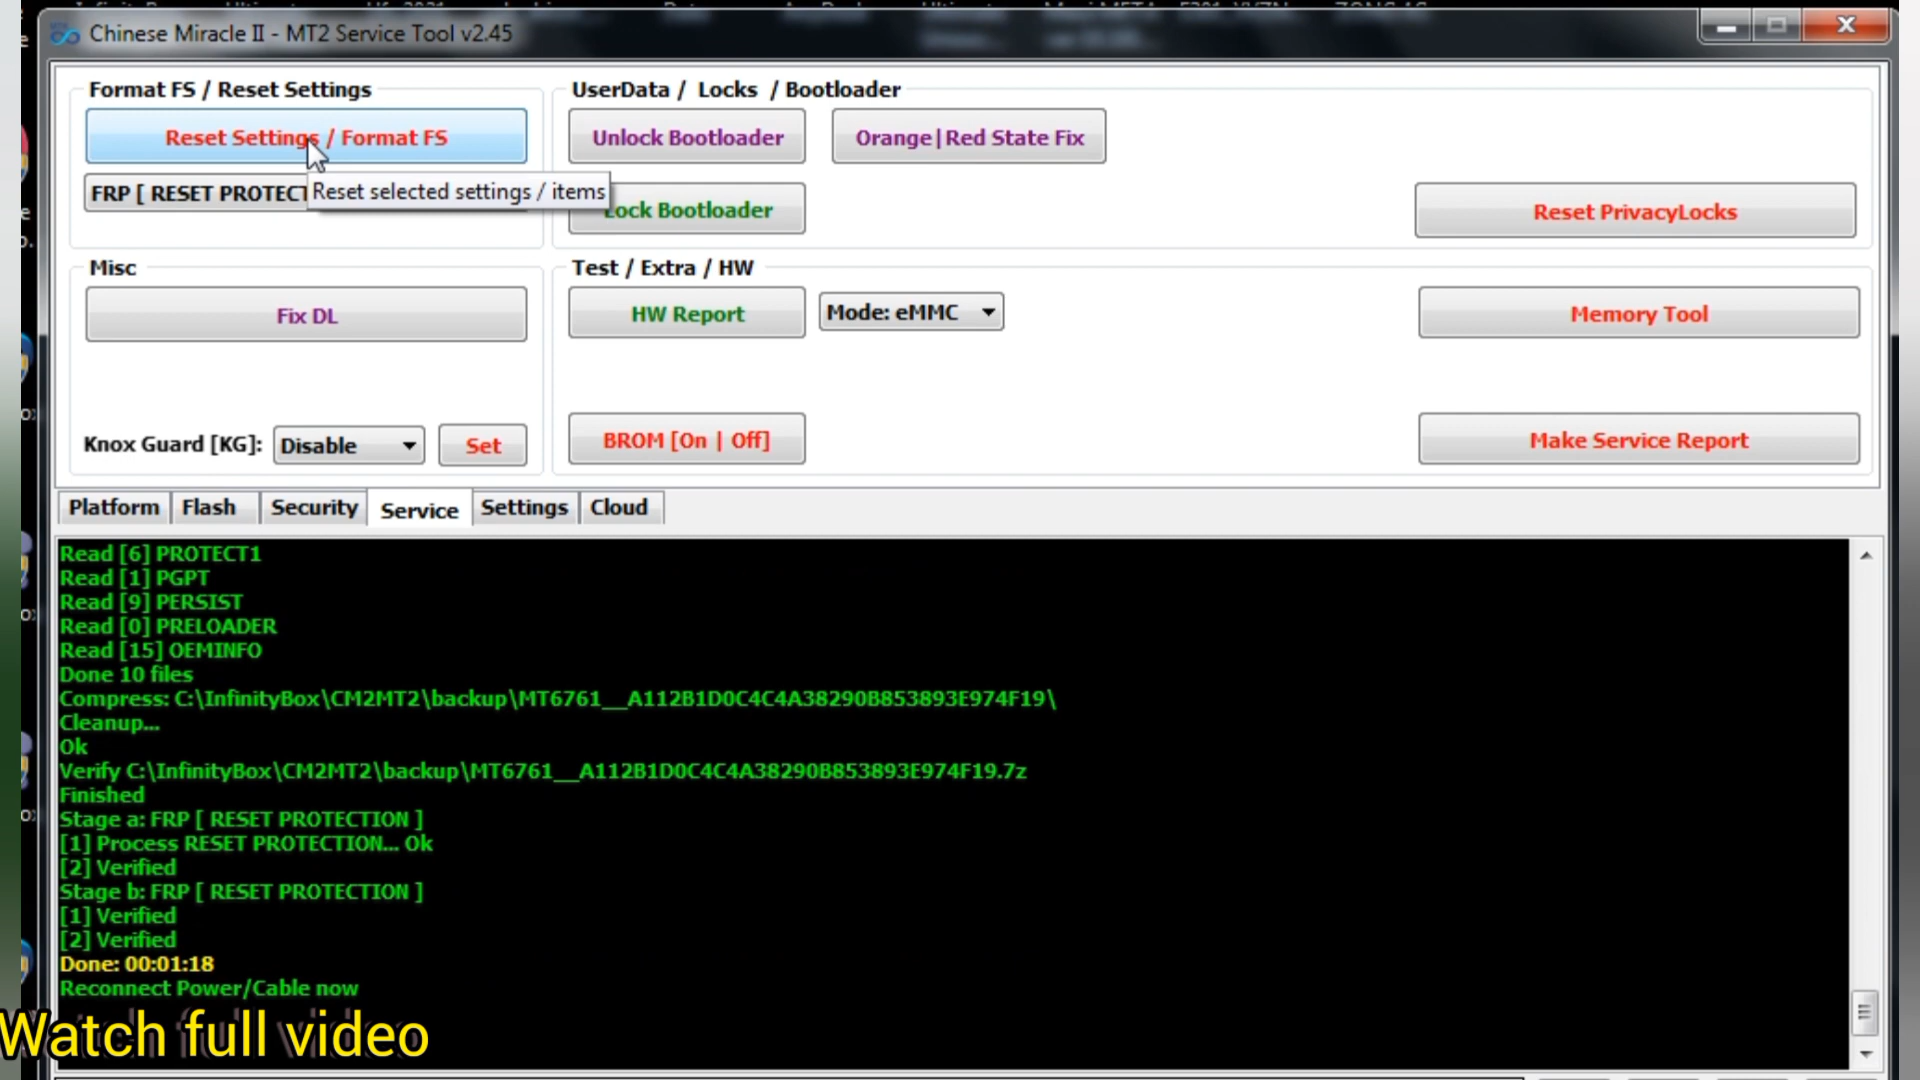 Chinese Miracle II - MT2 Service Tool v2.45
Format FS / Reset Settings
Reset Settings / Format FS
FRP [ RESET PROTECT
Reset selected settings / items
UserData / Locks / Bootloader
Unlock Bootloader
Orange|Red State Fix
Lock Bootloader
Reset PrivacyLocks
Misc
Fix DL
Knox Guard [KG]:
Disable
Set
Test / Extra / HW
HW Report
Mode: eMMC
Memory Tool
BROM [On | Off]
Make Service Report
Platform
Flash
Security
Service
Settings
Cloud
Read [6] PROTECT1
Read [1] PGPT
Read [9] PERSIST
Read [0] PRELOADER
Read [15] OEMINFO
Done 10 files
Compress: C:\InfinityBox\CM2MT2\backup\MT6761__A112B1D0C4C4A38290B853893E974F19\
Cleanup...
Ok
Verify C:\InfinityBox\CM2MT2\backup\MT6761__A112B1D0C4C4A38290B853893E974F19.7z
Finished
Stage a: FRP [ RESET PROTECTION ]
[1] Process RESET PROTECTION... Ok
[2] Verified
Stage b: FRP [ RESET PROTECTION ]
[1] Verified
[2] Verified
Done: 00:01:18
Reconnect Power/Cable now
Watch full video